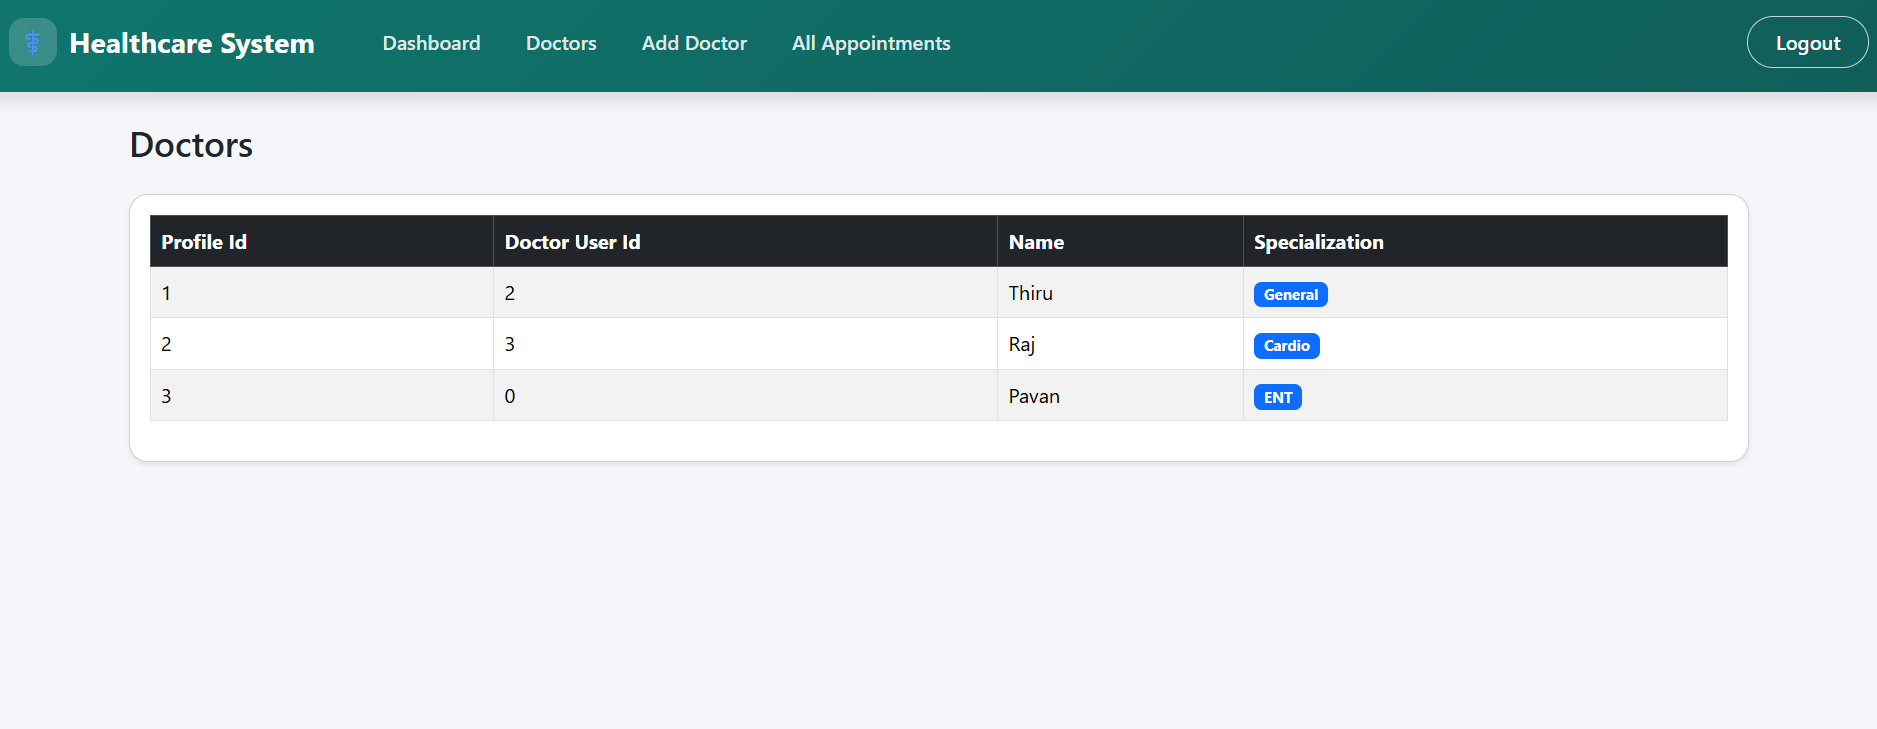 Healthcare System Dashboard Doctors Add Doctor All Appointments Logout
Doctors
Profile Id Doctor User Id Name Specialization
1 2 Thiru General
2 3 Raj Cardio
3 0 Pavan ENT